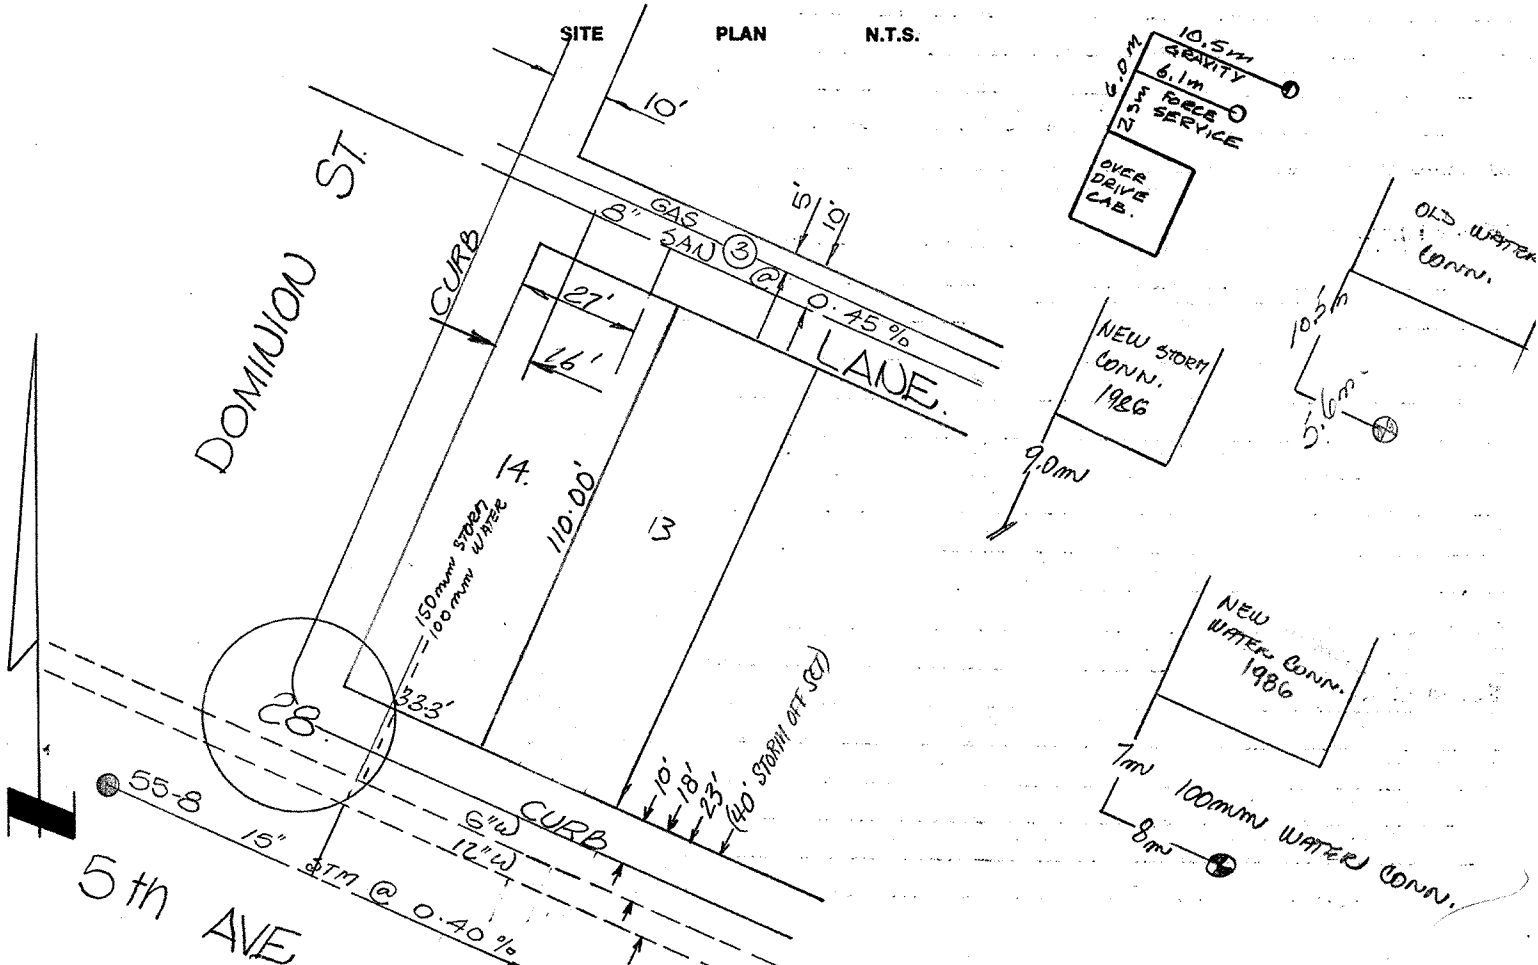 SITE PLAN N.T.S.
10'
DOMINION ST.
CURB
GAS
8" SAN 3 @ 0.45%
5'
10'
27'
16'
LANE.
14.
110.00'
13
150mm STORM
100mm WATER
33.3'
28.
55-8
15" STM @ 0.40%
6"W
12"W
CURB
10'
18'
23'
(40' STORM OFF SET)
5th AVE
10.5m
GRAVITY
6.0m
6.1m
FORCE
SERVICE
2.5m
OVER
DRIVE
CAB.
OLD WATER
CONN.
5.6m
NEW STORM
CONN.
1986
9.0m
NEW
WATER CONN.
1986
7m
8m
100mm WATER CONN.